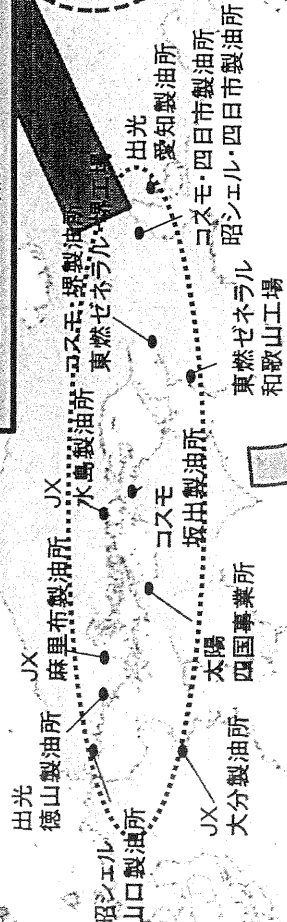 出光
徳山製油所
JX
麻里布製油所
JX
水島製油所
コスモ・堺製油所
東燃ゼネラル・堺工場
出光
愛知製油所
コスモ・四日市製油所
昭シェル・四日市製油所
東燃ゼネラル
和歌山工場
コスモ
坂出製油所
太陽
四国事業所
JX
大分製油所
昭シェル
山口製油所